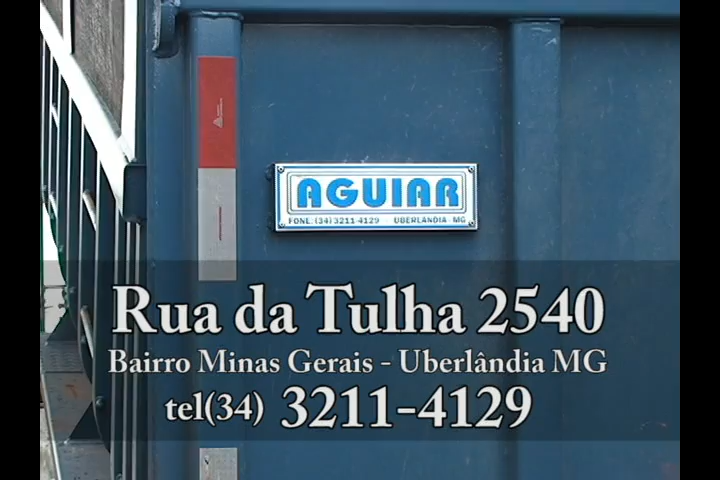 AGUIAR
FONE: (34) 3211-4129 UBERLÂNDIA - MG
Rua da Tulha 2540
Bairro Minas Gerais - Uberlândia MG
tel(34) 3211-4129